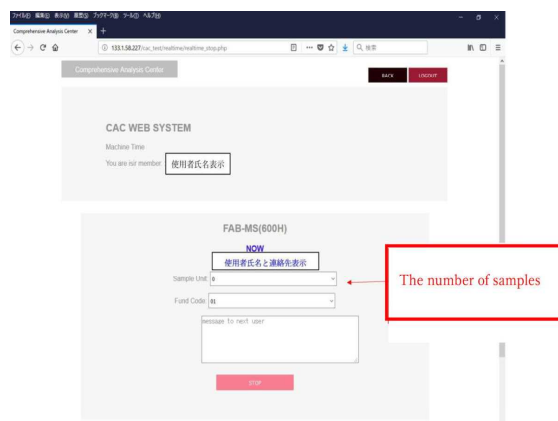 ファイル(F) 編集(E) 表示(V) 履歴(S) ブックマーク(B) ツール(T) ヘルプ(H)
Comprehensive Analysis Center × +
133.1.58.227/car_test/realtime/realtime_stop.php
検索
Comprehensive Analysis Center
BACK LOGOUT
CAC WEB SYSTEM
Machine Time
You are isir member 使用者氏名表示
FAB-MS(600H)
NOW
使用者氏名と連絡先表示
Sample Unit: 0
The number of samples
Fund Code: 01
message to next user
STOP